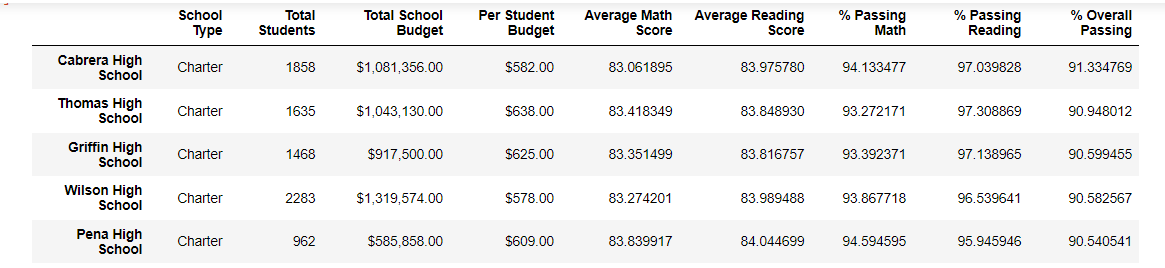 School Type Total Students Total School Budget Per Student Budget Average Math Score Average Reading Score % Passing Math % Passing Reading % Overall Passing
Cabrera High School Charter 1858 $1,081,356.00 $582.00 83.061895 83.975780 94.133477 97.039828 91.334769
Thomas High School Charter 1635 $1,043,130.00 $638.00 83.418349 83.848930 93.272171 97.308869 90.948012
Griffin High School Charter 1468 $917,500.00 $625.00 83.351499 83.816757 93.392371 97.138965 90.599455
Wilson High School Charter 2283 $1,319,574.00 $578.00 83.274201 83.989488 93.867718 96.539641 90.582567
Pena High School Charter 962 $585,858.00 $609.00 83.839917 84.044699 94.594595 95.945946 90.540541